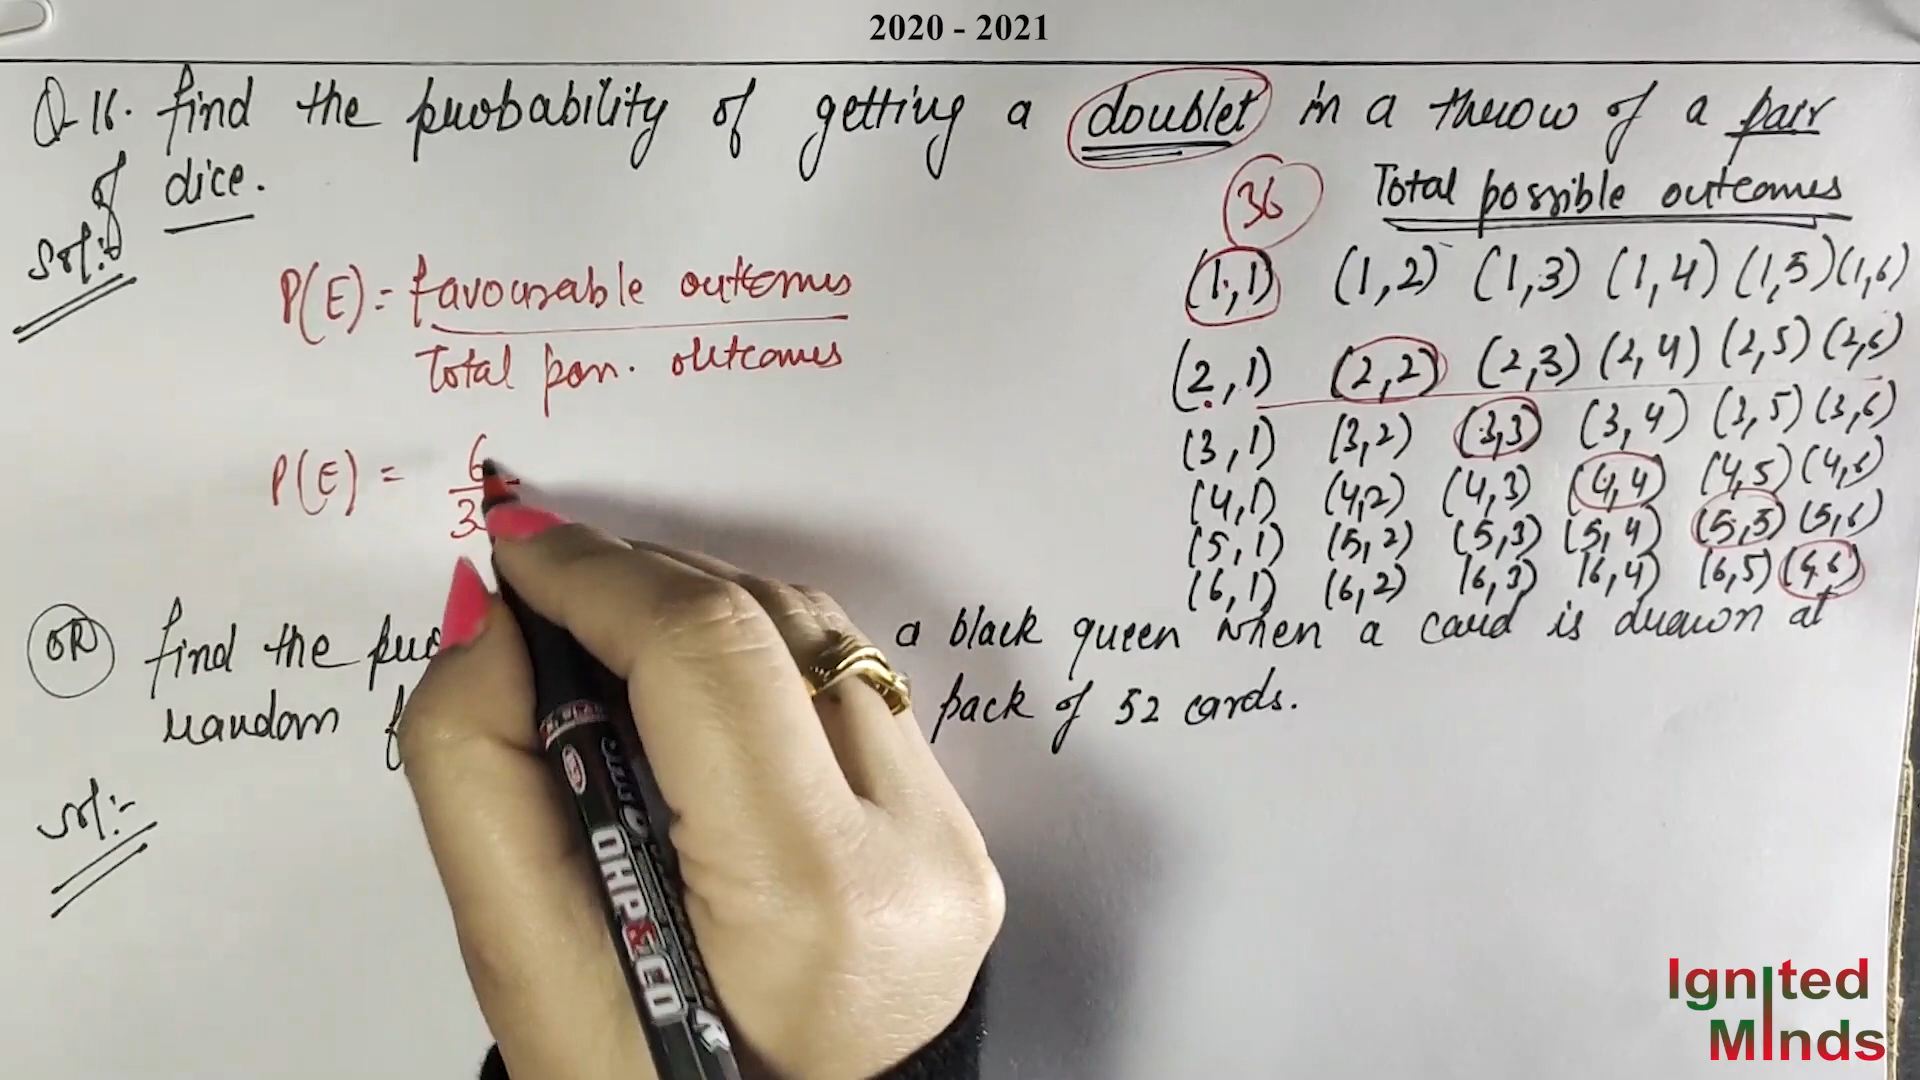 2020 - 2021
Q-16. find the probability of getting a doublet in a throw of a pair
of dice.
Sol:-
36
Total possible outcomes
(1,1) (1,2) (1,3) (1,4) (1,5) (1,6)
(2,1) (2,2) (2,3) (2,4) (2,5) (2,6)
(3,1) (3,2) (3,3) (3,4) (3,5) (3,6)
(4,1) (4,2) (4,3) (4,4) (4,5) (4,6)
(5,1) (5,2) (5,3) (5,4) (5,5) (5,6)
(6,1) (6,2) (6,3) (6,4) (6,5) (6,6)
P(E) = favourable outcomes
Total pos. outcomes
P(E) = 6
3
OR find the a black queen when a card is drawn at
random pack of 52 cards.
Sol:-
OHP&CD
Ignited
Minds